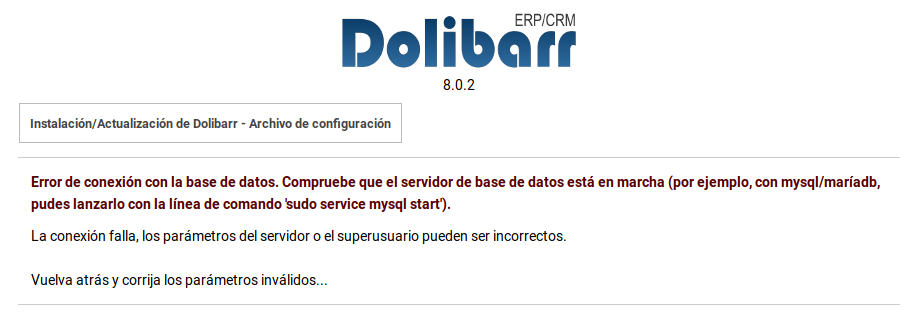 ERP/CRM
Dolibarr
8.0.2
Instalación/Actualización de Dolibarr - Archivo de configuración
Error de conexión con la base de datos. Compruebe que el servidor de base de datos está en marcha (por ejemplo, con mysql/maríadb,
pudes lanzarlo con la línea de comando 'sudo service mysql start').
La conexión falla, los parámetros del servidor o el superusuario pueden ser incorrectos.
Vuelva atrás y corrija los parámetros inválidos...